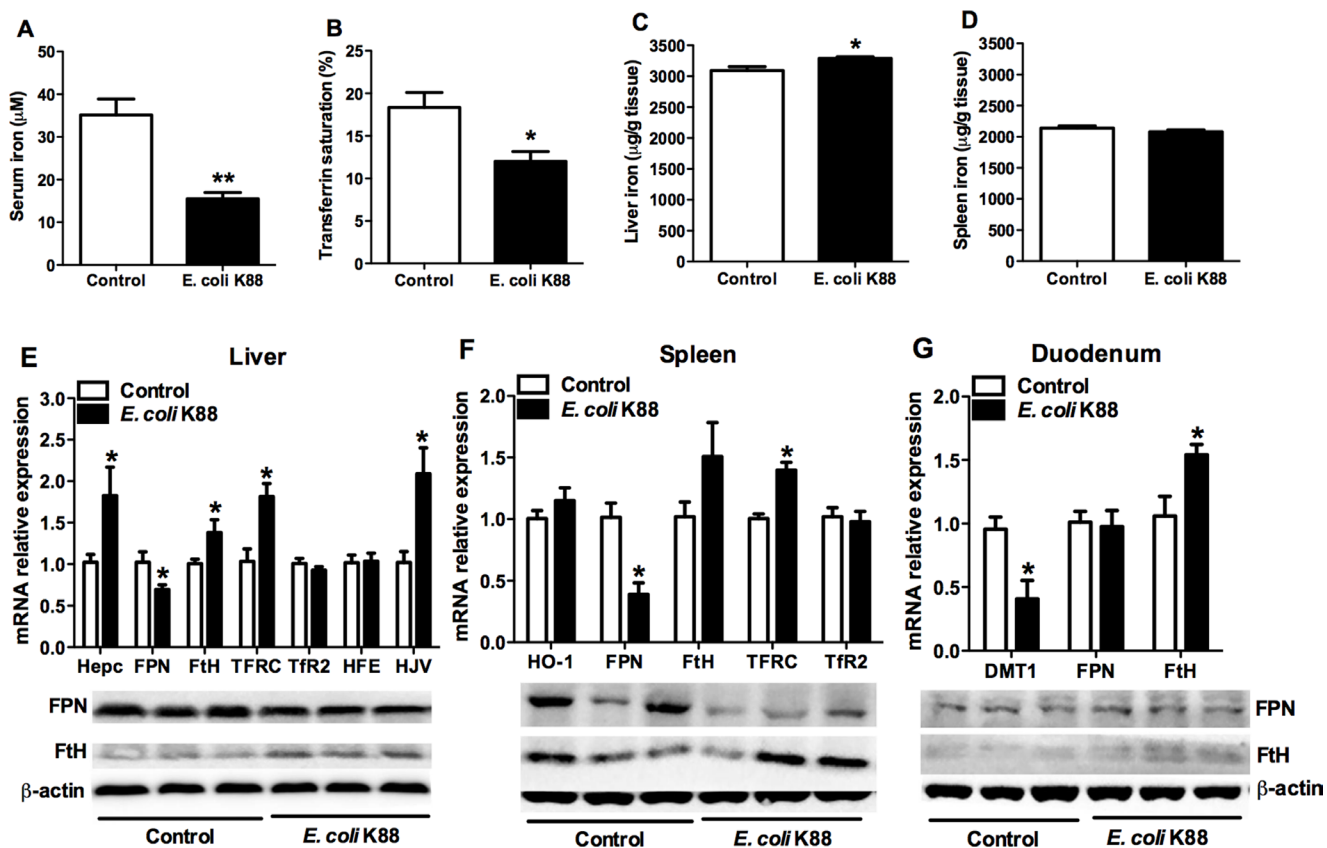 A
Serum iron (μM)
50
40
30
20
10
0
**
Control
E. coli K88
B
Transferrin saturation (%)
25
20
15
10
5
0
*
Control
E. coli K88
C
Liver iron (μg/g tissue)
3500
3000
2500
2000
1500
1000
500
0
*
Control
E. coli K88
D
Spleen iron (μg/g tissue)
3500
3000
2500
2000
1500
1000
500
0
Control
E. coli K88
E
Liver
Control
E. coli K88
mRNA relative expression
3.0
2.5
2.0
1.5
1.0
0.5
0.0
* * * * *
Hepc FPN FtH TFRC TfR2 HFE HJV
FPN
FtH
β-actin
Control
E. coli K88
F
Spleen
Control
E. coli K88
mRNA relative expression
2.0
1.5
1.0
0.5
0.0
* *
HO-1 FPN FtH TFRC TfR2
Control
E. coli K88
G
Duodenum
Control
E. coli K88
mRNA relative expression
2.0
1.5
1.0
0.5
0.0
* *
DMT1 FPN FtH
FPN
FtH
β-actin
Control
E. coli K88